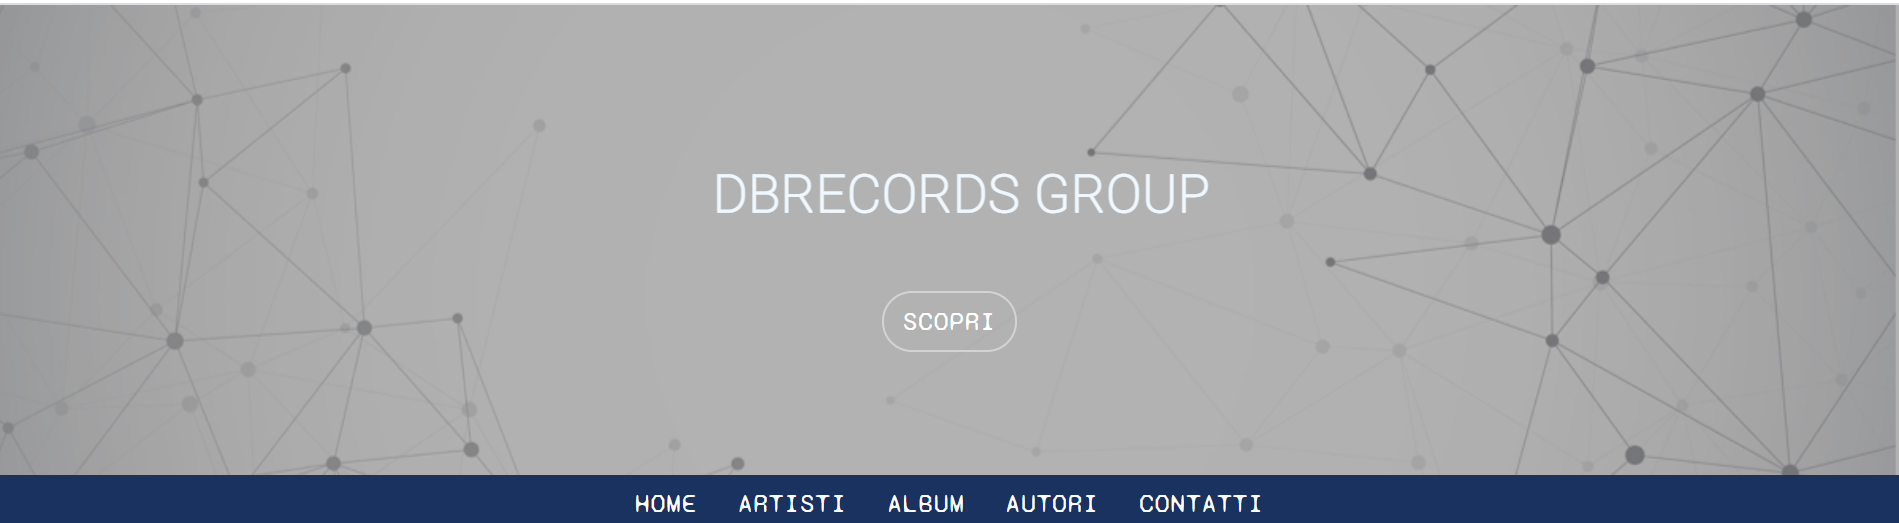 DBRECORDS GROUP
SCOPRI
HOME ARTISTI ALBUM AUTORI CONTATTI